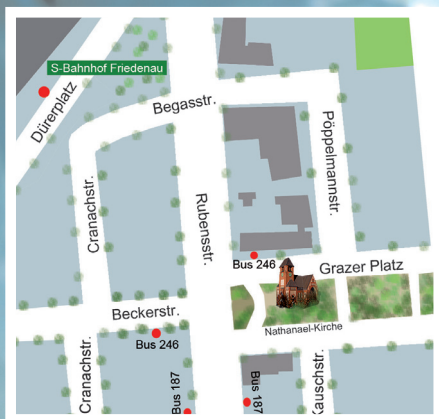 S-Bahnhof Friedenau
Dürerplatz
Begasstr.
Pöppelmannstr.
Cranachstr.
Rubensstr.
Bus 246
Grazer Platz
Beckerstr.
Nathanael-Kirche
Bus 246
Cranachstr.
Bus 187
Bus 187
Kauschstr.